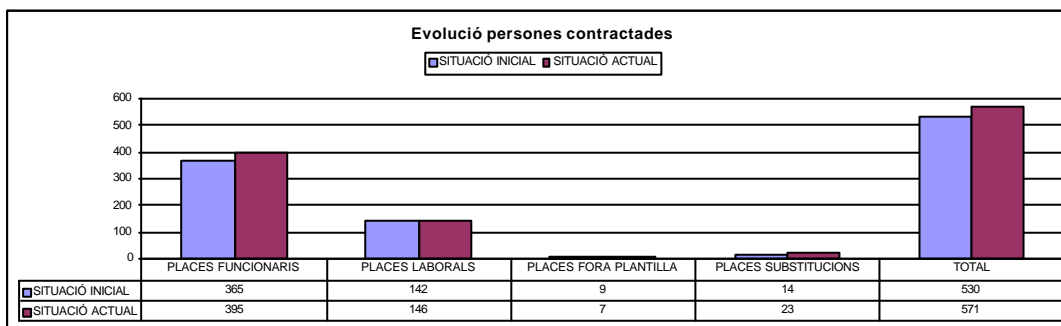 Evolució persones contractades
SITUACIÓ INICIAL SITUACIÓ ACTUAL
600
500
400
300
200
100
0
PLACES FUNCIONARIS PLACES LABORALS PLACES FORA PLANTILLA PLACES SUBSTITUCIONS TOTAL
SITUACIÓ INICIAL 365 142 9 14 530
SITUACIÓ ACTUAL 395 146 7 23 571